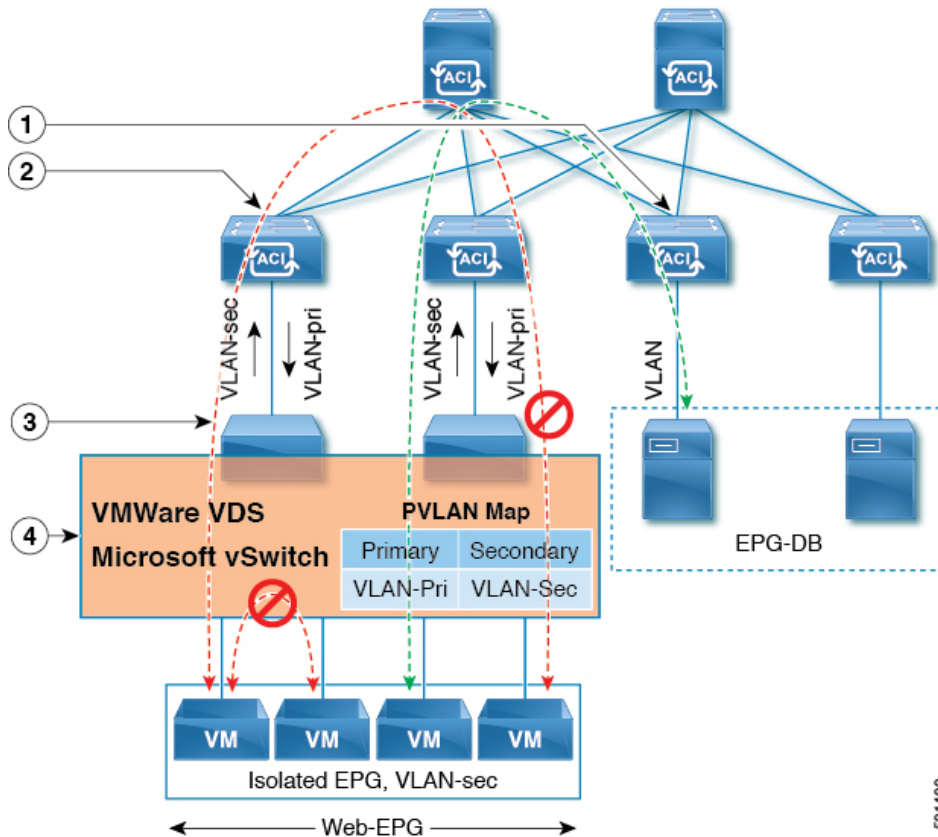 ACI
ACI
1
2
ACI
ACI
ACI
ACI
VLAN-sec
VLAN-pri
VLAN-sec
VLAN-pri
VLAN
3
4
VMWare VDS
Microsoft vSwitch
PVLAN Map
Primary Secondary
VLAN-Pri VLAN-Sec
EPG-DB
VM
VM
VM
VM
Isolated EPG, VLAN-sec
Web-EPG